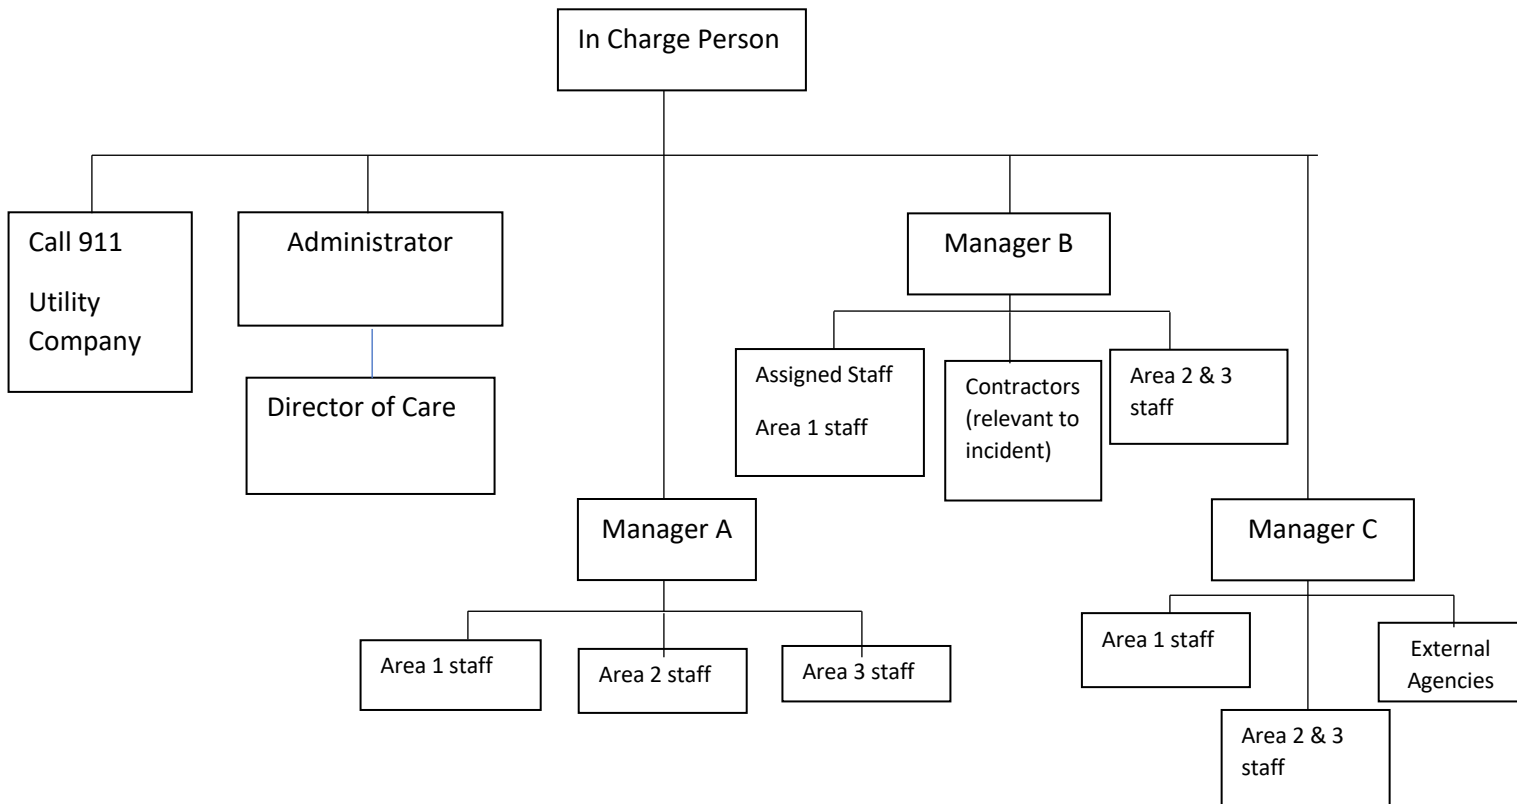 In Charge Person
Call 911
Utility
Company
Administrator
Director of Care
Manager B
Assigned Staff
Area 1 staff
Contractors
(relevant to
incident)
Area 2 & 3
staff
Manager A
Area 1 staff
Area 2 staff
Area 3 staff
Manager C
Area 1 staff
Area 2 & 3
staff
External
Agencies